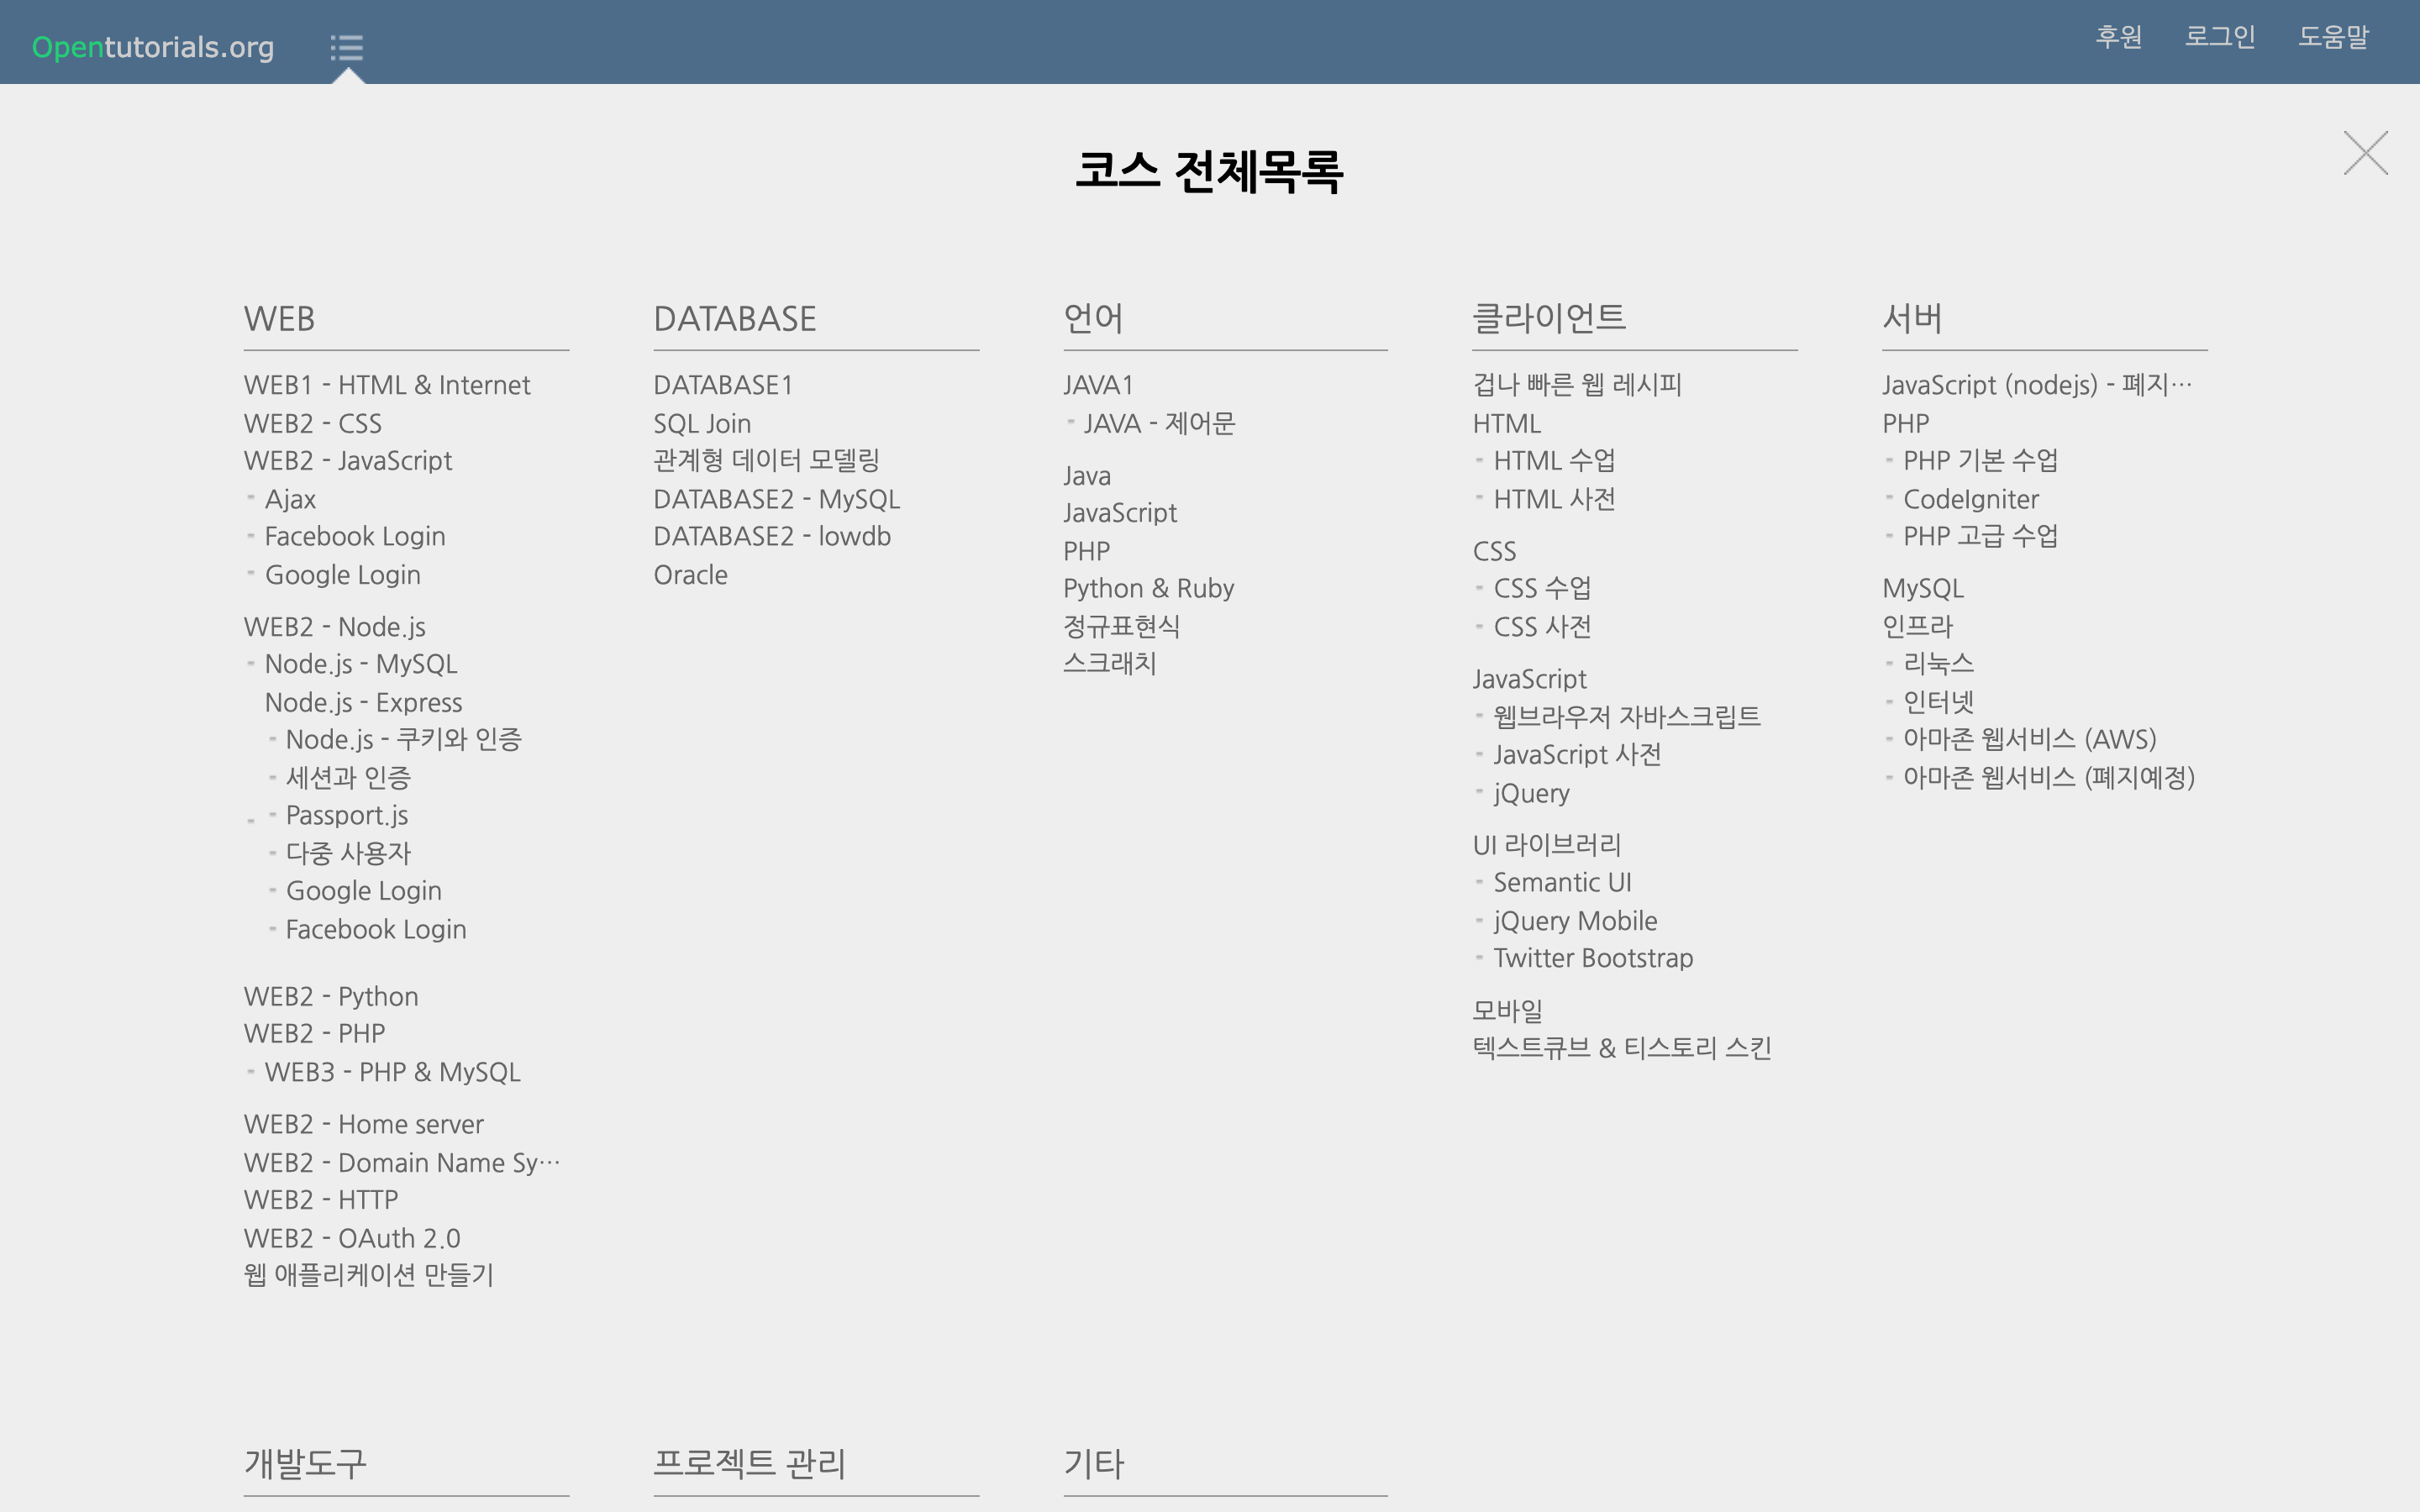 Opentutorials.org
후원 로그인 도움말
코스 전체목록
WEB
WEB1 - HTML & Internet
WEB2 - CSS
WEB2 - JavaScript
- Ajax
- Facebook Login
- Google Login
WEB2 - Node.js
- Node.js - MySQL
Node.js - Express
- Node.js - 쿠키와 인증
- 세션과 인증
- - Passport.js
- 다중 사용자
- Google Login
- Facebook Login
WEB2 - Python
WEB2 - PHP
- WEB3 - PHP & MySQL
WEB2 - Home server
WEB2 - Domain Name Sy…
WEB2 - HTTP
WEB2 - OAuth 2.0
웹 애플리케이션 만들기
DATABASE
DATABASE1
SQL Join
관계형 데이터 모델링
DATABASE2 - MySQL
DATABASE2 - lowdb
Oracle
언어
JAVA1
- JAVA - 제어문
Java
JavaScript
PHP
Python & Ruby
정규표현식
스크래치
클라이언트
겁나 빠른 웹 레시피
HTML
- HTML 수업
- HTML 사전
CSS
- CSS 수업
- CSS 사전
JavaScript
- 웹브라우저 자바스크립트
- JavaScript 사전
- jQuery
UI 라이브러리
- Semantic UI
- jQuery Mobile
- Twitter Bootstrap
모바일
텍스트큐브 & 티스토리 스킨
서버
JavaScript (nodejs) - 폐지…
PHP
- PHP 기본 수업
- CodeIgniter
- PHP 고급 수업
MySQL
인프라
- 리눅스
- 인터넷
- 아마존 웹서비스 (AWS)
- 아마존 웹서비스 (폐지예정)
개발도구
프로젝트 관리
기타